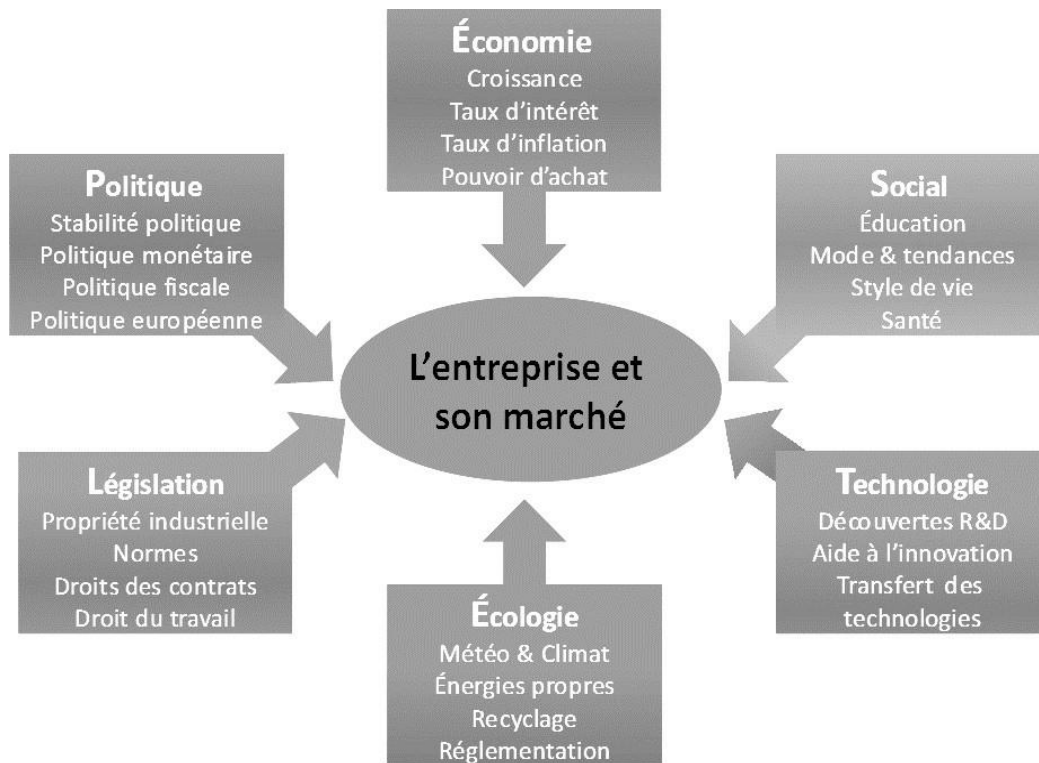 Économie
Croissance
Taux d'intérêt
Taux d'inflation
Pouvoir d'achat
Politique
Stabilité politique
Politique monétaire
Politique fiscale
Politique européenne
Social
Éducation
Mode & tendances
Style de vie
Santé
L'entreprise et
son marché
Législation
Propriété industrielle
Normes
Droits des contrats
Droit du travail
Technologie
Découvertes R&D
Aide à l'innovation
Transfert des
technologies
Écologie
Météo & Climat
Énergies propres
Recyclage
Réglementation